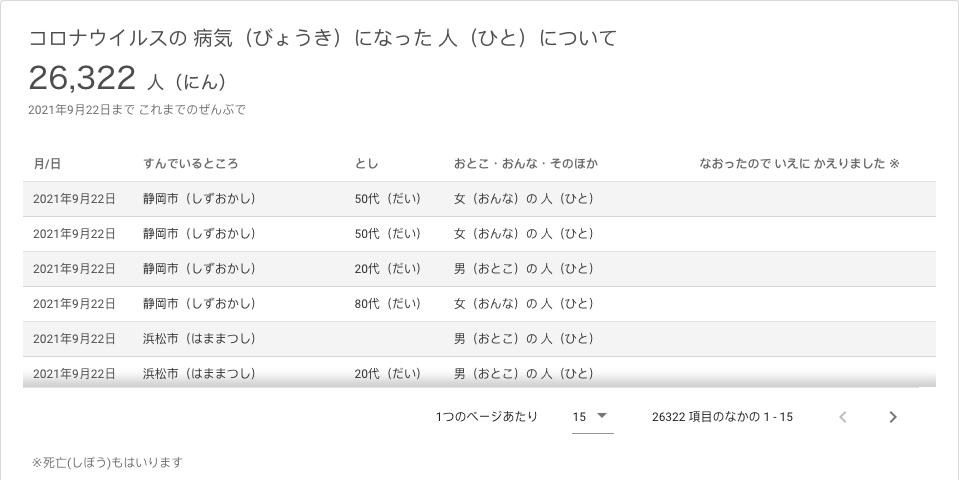 コロナウイルスの 病気（びょうき）になった 人（ひと）について
26,322 人（にん）
2021年9月22日まで これまでのぜんぶで
月/日 すんでいるところ とし おとこ・おんな・そのほか なおったので いえに かえりました ※
2021年9月22日 静岡市（しずおかし） 50代（だい） 女（おんな）の 人（ひと）
2021年9月22日 静岡市（しずおかし） 50代（だい） 女（おんな）の 人（ひと）
2021年9月22日 静岡市（しずおかし） 20代（だい） 男（おとこ）の 人（ひと）
2021年9月22日 静岡市（しずおかし） 80代（だい） 女（おんな）の 人（ひと）
2021年9月22日 浜松市（はままつし） 男（おとこ）の 人（ひと）
2021年9月22日 浜松市（はままつし） 20代（だい） 男（おとこ）の 人（ひと）
1つのページあたり 15 26322 項目のなかの 1 - 15
※死亡(しぼう)もはいります